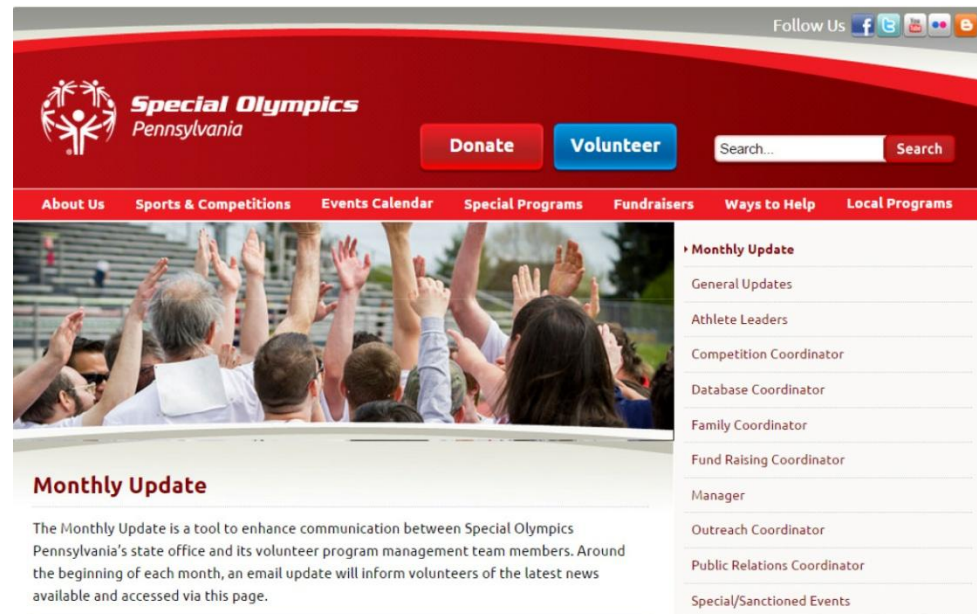 Follow Us
Special Olympics
Pennsylvania
Donate
Volunteer
Search...
Search
About Us
Sports & Competitions
Events Calendar
Special Programs
Fundraisers
Ways to Help
Local Programs
Monthly Update
General Updates
Athlete Leaders
Competition Coordinator
Database Coordinator
Family Coordinator
Fund Raising Coordinator
Manager
Outreach Coordinator
Public Relations Coordinator
Special/Sanctioned Events
Monthly Update
The Monthly Update is a tool to enhance communication between Special Olympics
Pennsylvania's state office and its volunteer program management team members. Around
the beginning of each month, an email update will inform volunteers of the latest news
available and accessed via this page.